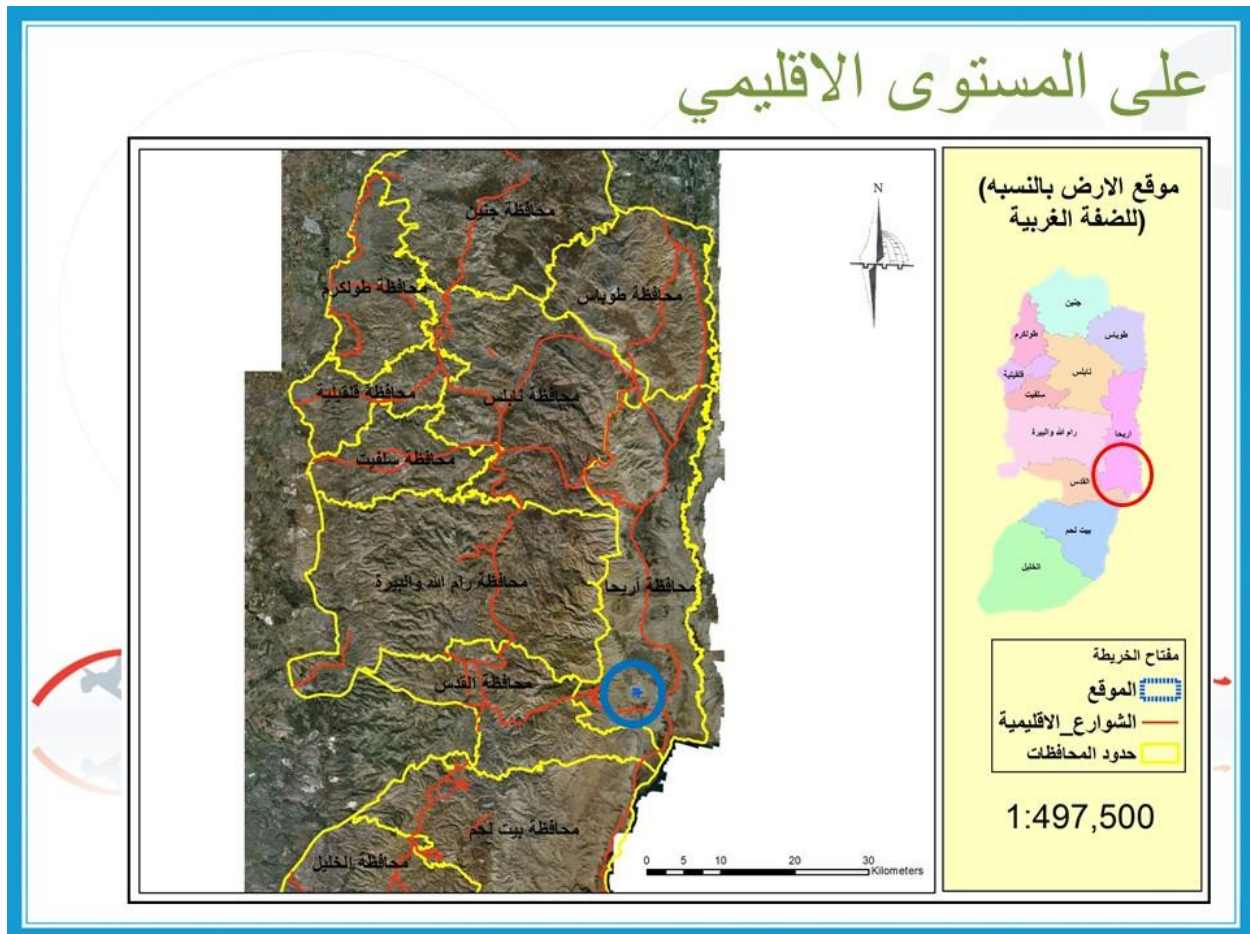 على المستوى الاقليمي
محافظة جنين
محافظة طولكرم
محافظة طوباس
محافظة قلقيلية
محافظة نابلس
محافظة سلفيت
محافظة رام الله والبيرة
محافظة أريحا
محافظة القدس
محافظة بيت لحم
محافظة الخليل
N
0 5 10 20 30
Kilometers
موقع الارض بالنسبه)
(للضفة الغربية
جنين
طولكرم
طوباس
نابلس
قلقيلية
سلفيت
رام الله والبيرة
اريحا
القدس
بيت لحم
الخليل
مفتاح الخريطة
الموقع
الشوارع_الاقليمية
حدود المحافظات
1:497,500